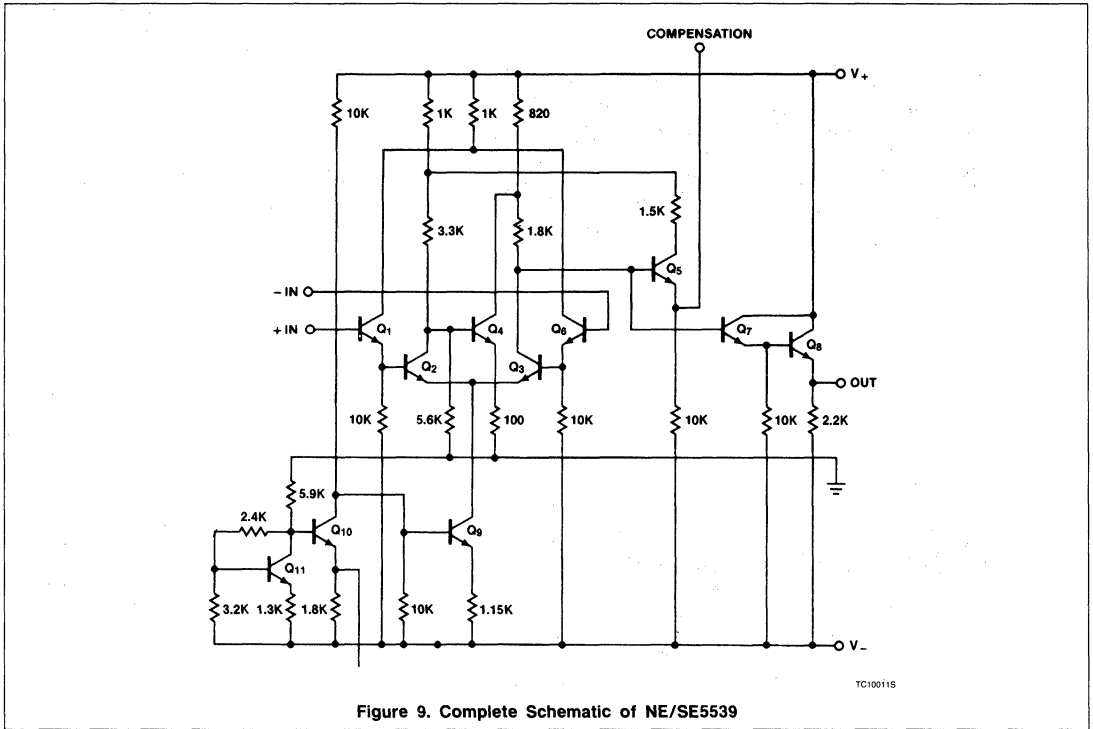 COMPENSATION
V+
10K
1K
1K
820
3.3K
1.8K
1.5K
Q5
− IN
+ IN
Q1
Q4
Q6
Q7
Q8
Q2
Q3
OUT
10K
5.6K
100
10K
10K
10K
2.2K
5.9K
2.4K
Q10
Q9
Q11
3.2K
1.3K
1.8K
10K
1.15K
V−
TC10011S
Figure 9. Complete Schematic of NE/SE5539